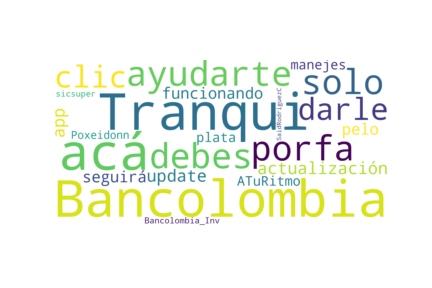 clic ayudarte manejes solo
sicsuper funcionando
app Tranqui darle
Poxeidonn plata SaidRodriguezC pelo
acá debes porfa
seguirá update actualización
ATuRitmo
Bancolombia
Bancolombia_Inv